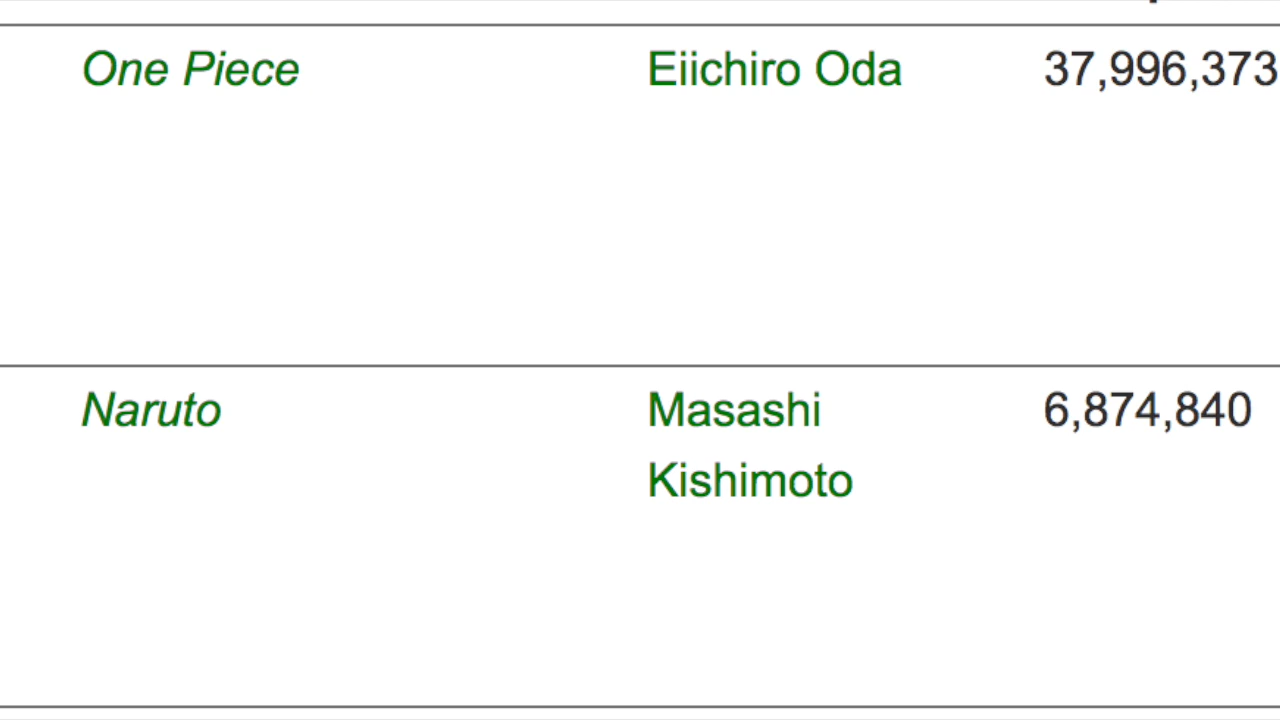 One Piece Eiichiro Oda 37,996,373
Naruto Masashi 6,874,840
Kishimoto